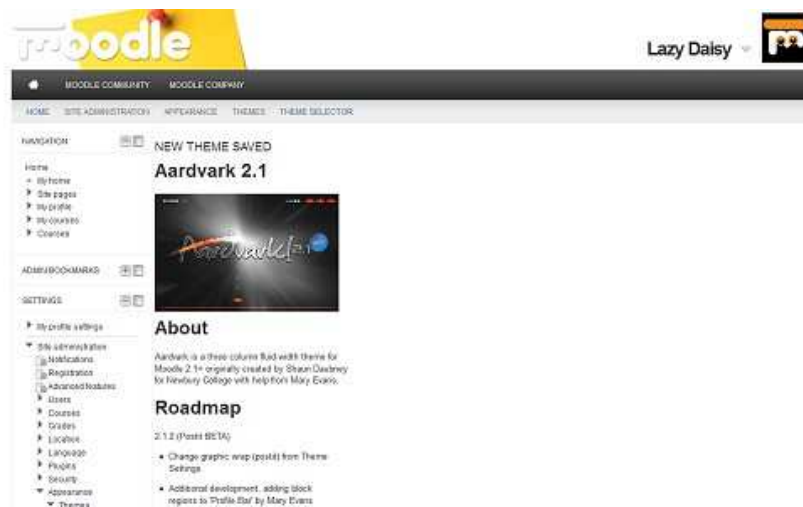 moodle
Lazy Daisy
MOODLE COMMUNITY MOODLE COMPANY
HOME SITE ADMINISTRATION APPEARANCE THEMES THEME SELECTOR
NAVIGATION
Home
My home
Site pages
My profile
My courses
Courses
ADMIN BOOKMARKS
SETTINGS
My profile settings
Site administration
Notifications
Registration
Advanced features
Users
Courses
Grades
Location
Language
Plugins
Security
Appearance
Themes
NEW THEME SAVED
Aardvark 2.1
Aardvark 2.1
About
Aardvark is a three column fluid width theme for
Moodle 2.1+ originally created by Shaun Daubney
for Newbury College with help from Mary Evans.
Roadmap
2.1.2 (Postit BETA)
Change graphic wrap (postit) from Theme
Settings
Additional development, adding block
regions to 'Profile Bar' by Mary Evans